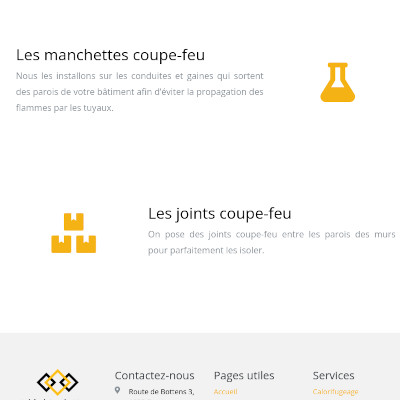 Les manchettes coupe-feu
Nous les installons sur les conduites et gaines qui sortent
des parois de votre bâtiment afin d'éviter la propagation des
flammes par les tuyaux.
Les joints coupe-feu
On pose des joints coupe-feu entre les parois des murs
pour parfaitement les isoler.
Contactez-nous
Route de Bottens 3,
Pages utiles
Accueil
Services
Calorifugeage